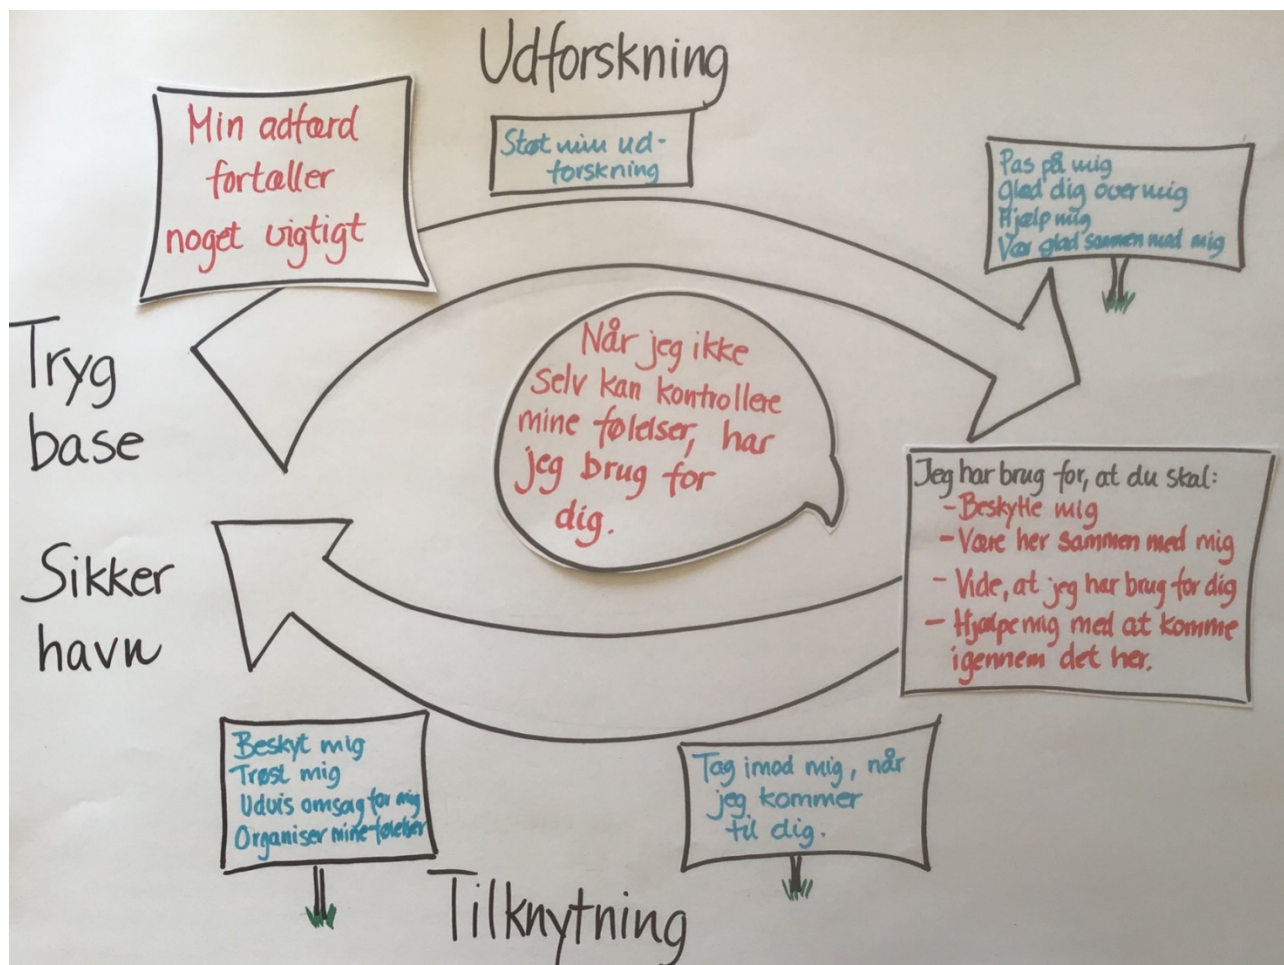 Udforskning
Min adfærd
fortæller
noget vigtigt
Støt min ud-
forskning
Pas på mig
Glæd dig over mig
Hjælp mig
Vær glad sammen med mig
Tryg
base
Når jeg ikke
selv kan kontrollere
mine følelser, har
jeg brug for
dig.
Jeg har brug for, at du skal:
- Beskytte mig
- Være her sammen med mig
- Vide, at jeg har brug for dig
- Hjælpe mig med at komme
igennem det her.
Sikker
havn
Beskyt mig
Trøst mig
Udvis omsag for mig
Organiser mine følelser
Tag imod mig, når
jeg kommer
til dig.
Tilknytning